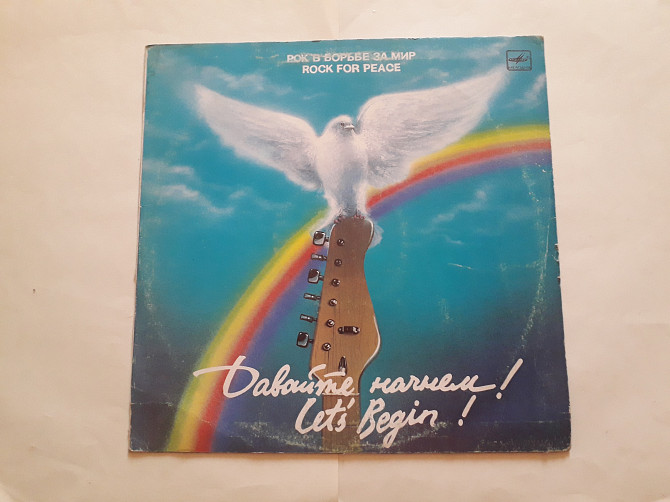 РОК В БОРЬБЕ ЗА МИР
ROCK FOR PEACE
Давайте начнем!
Let's Begin!